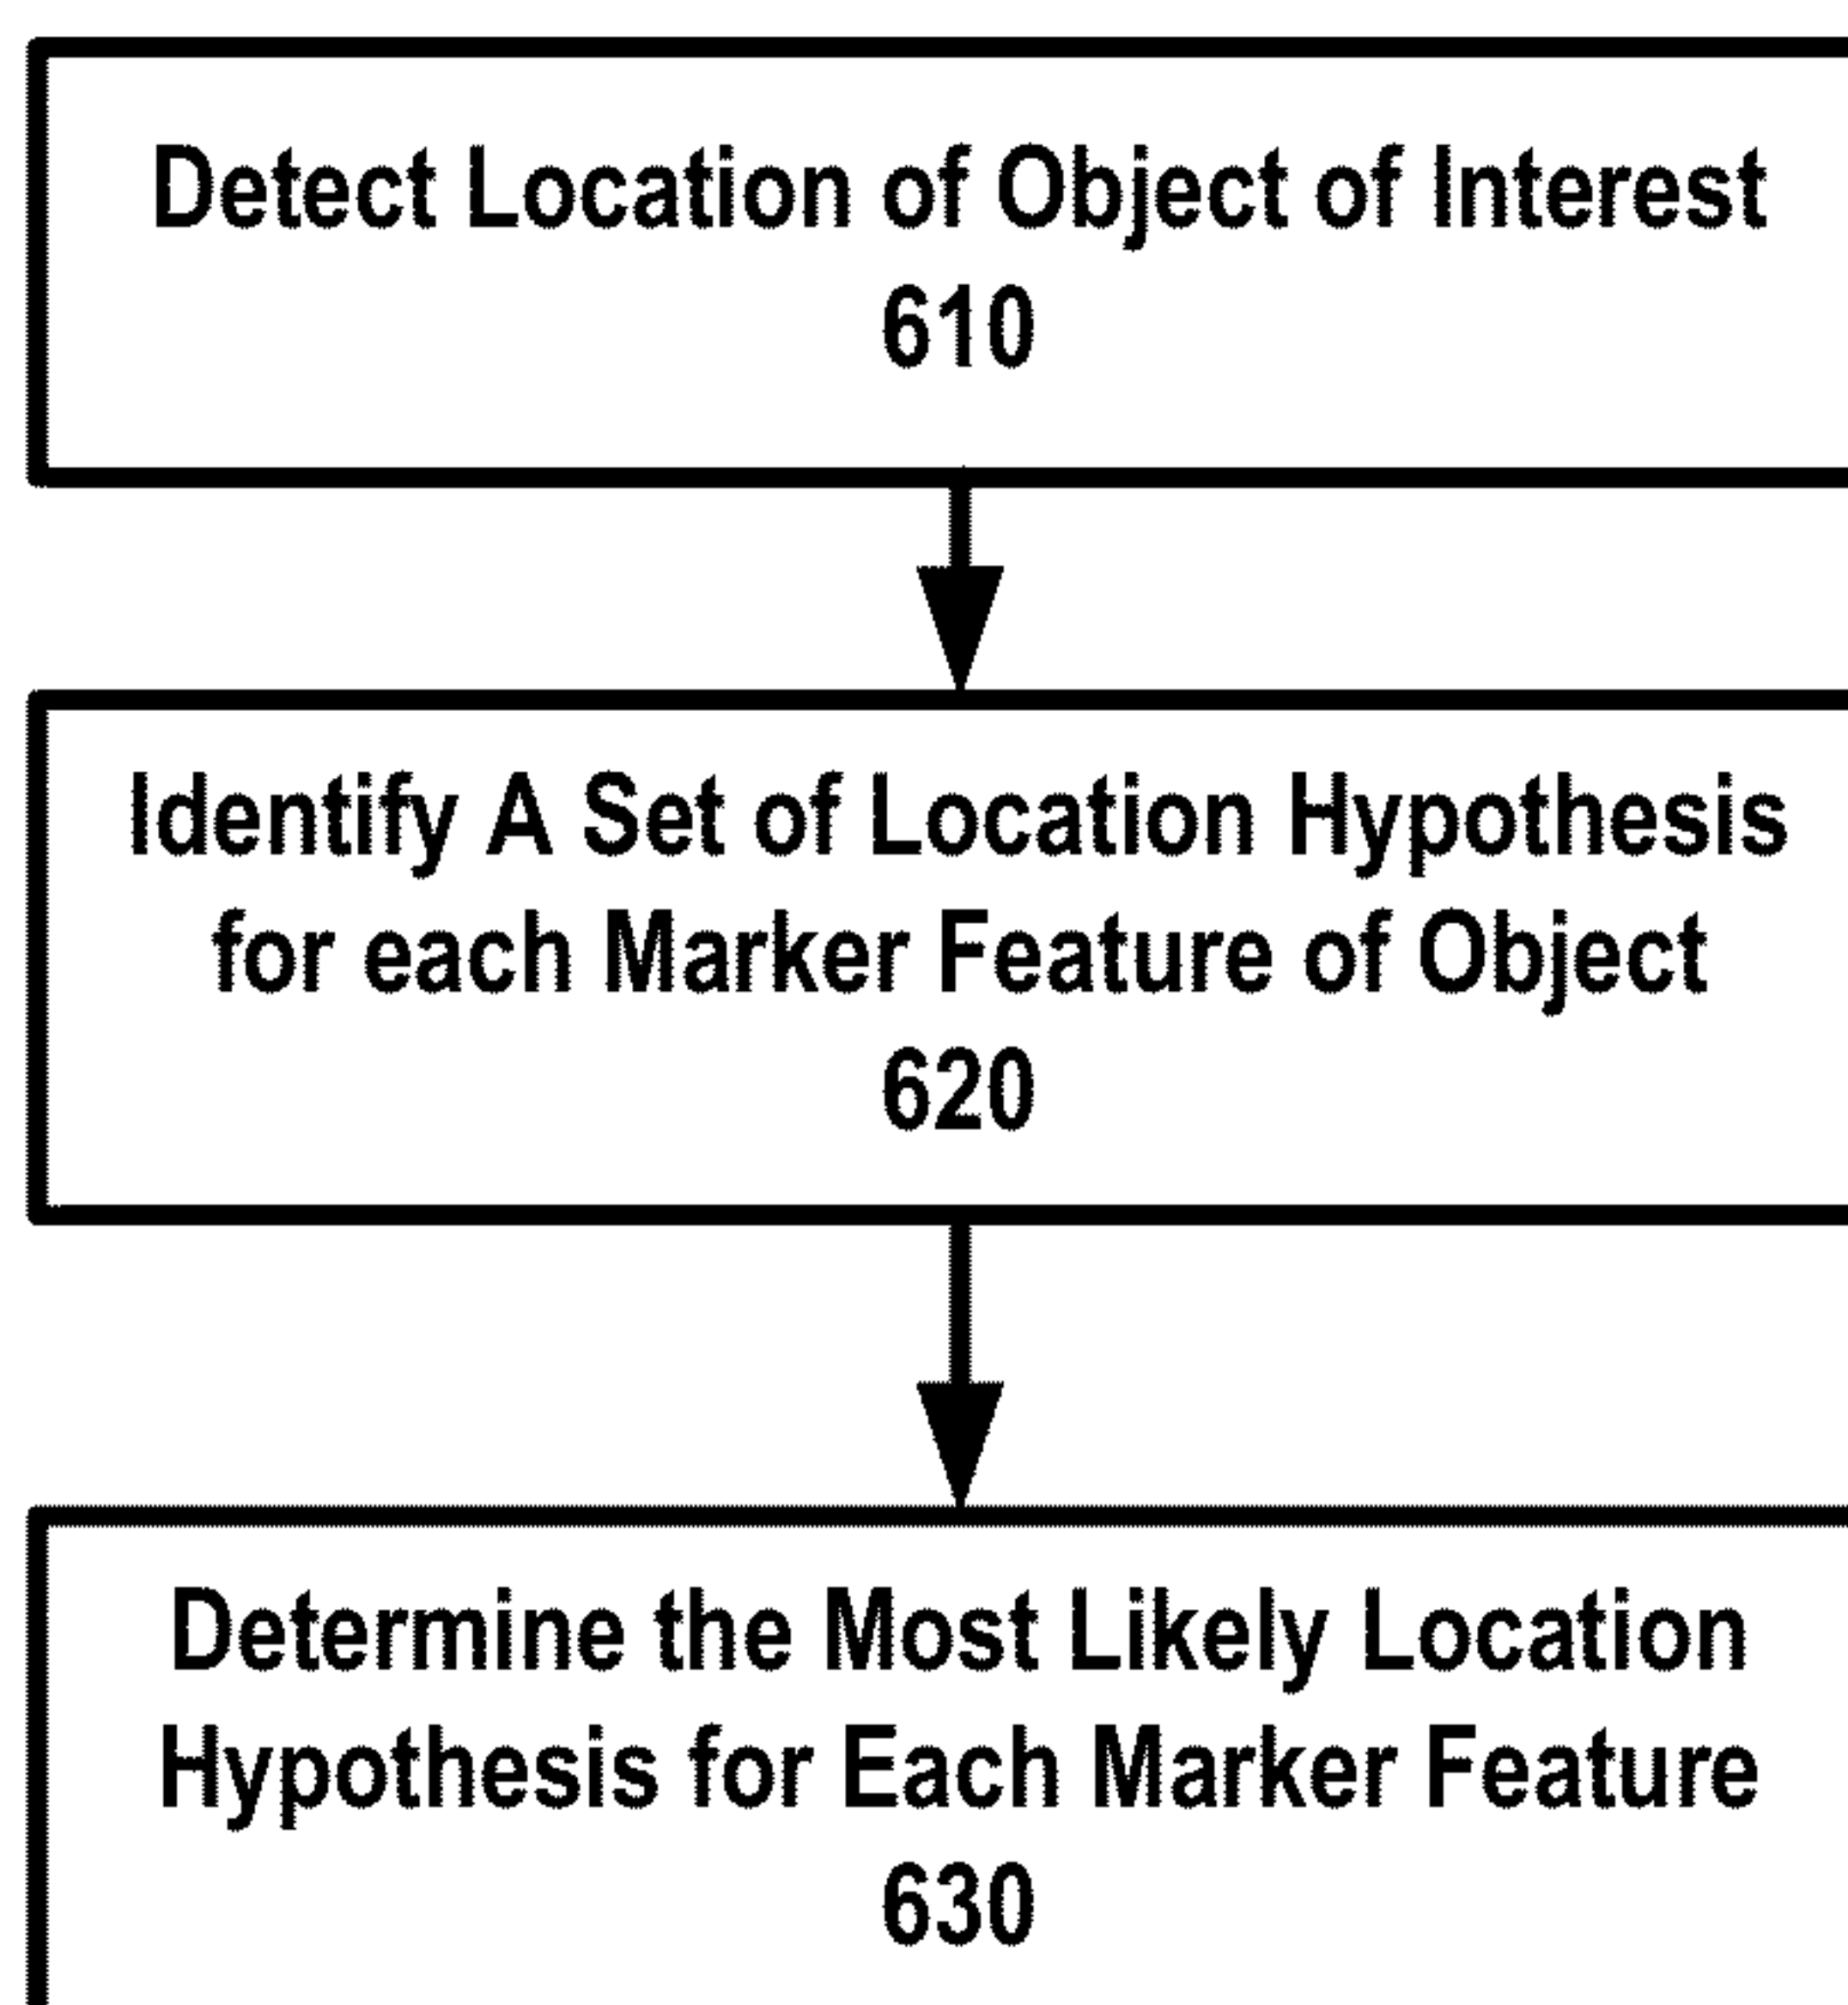 Detect Location of Object of Interest
610
Identify A Set of Location Hypothesis
for each Marker Feature of Object
620
Determine the Most Likely Location
Hypothesis for Each Marker Feature
630